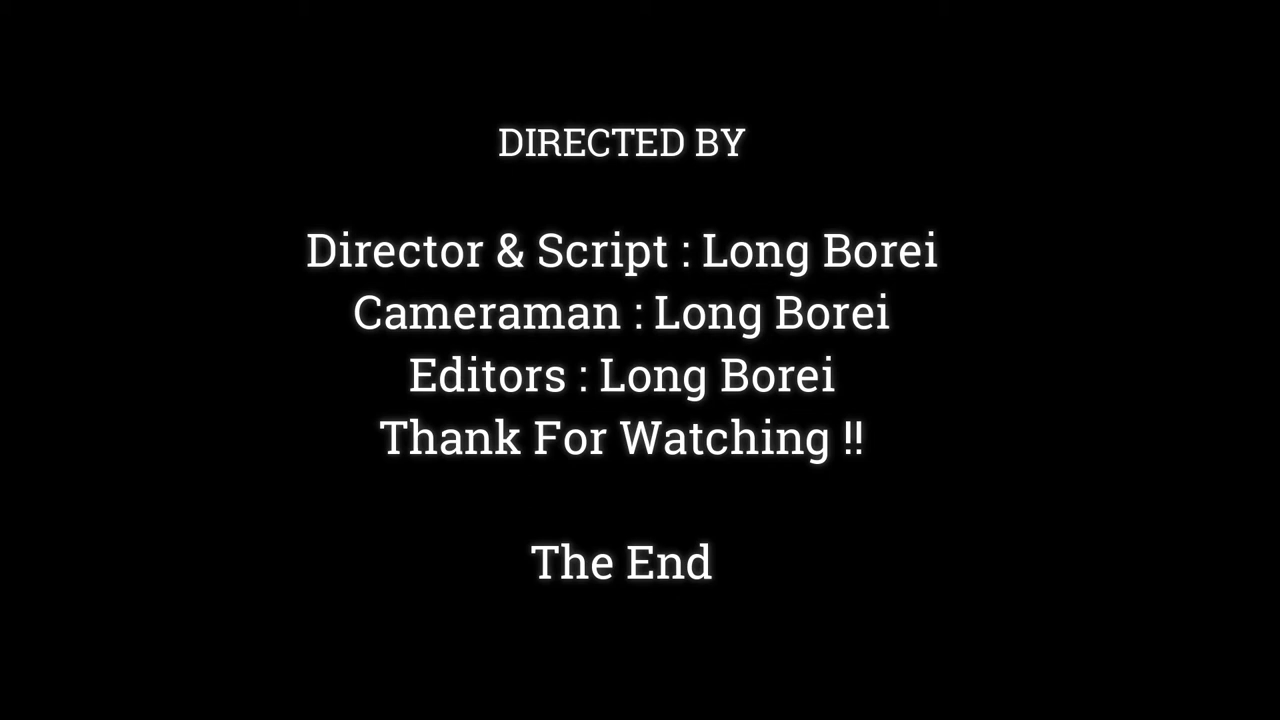 DIRECTED BY
Director & Script : Long Borei
Cameraman : Long Borei
Editors : Long Borei
Thank For Watching !!
The End